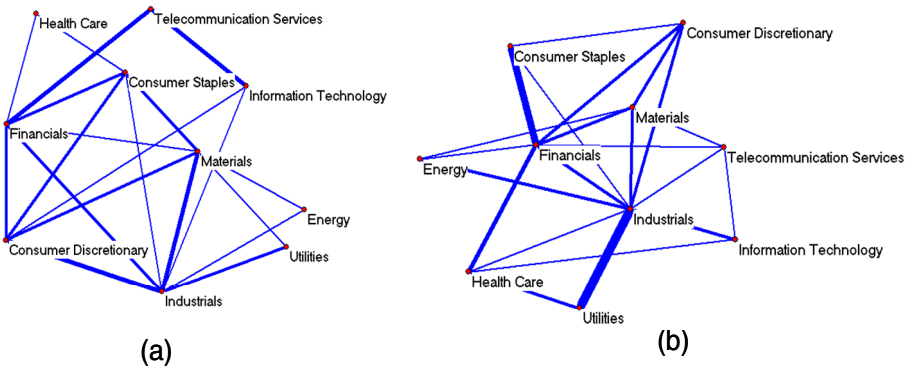 Health Care
Telecommunication Services
Consumer Staples
Information Technology
Financials
Materials
Energy
Consumer Discretionary
Utilities
Industrials
(a)
Consumer Discretionary
Consumer Staples
Materials
Financials
Telecommunication Services
Energy
Industrials
Information Technology
Health Care
Utilities
(b)